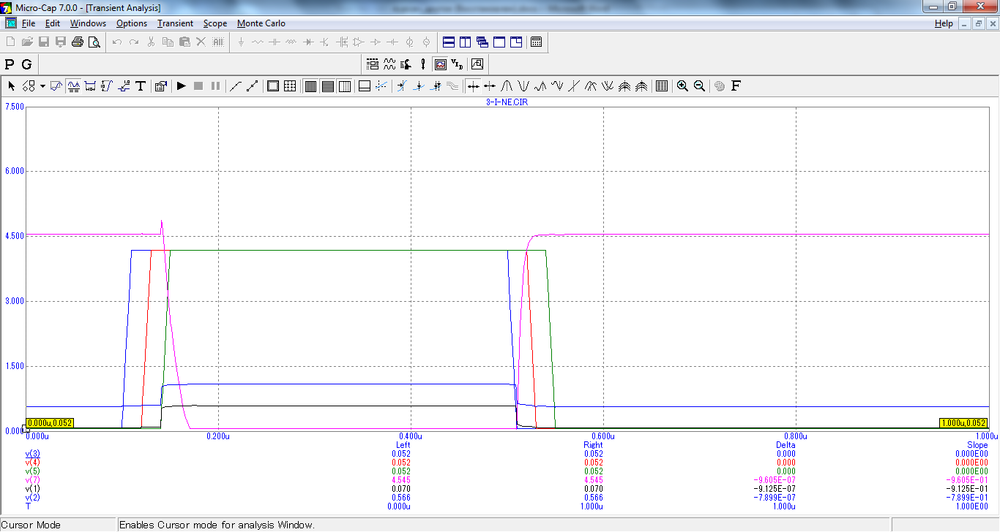 Micro-Cap 7.0.0 - [Transient Analysis]
File Edit Windows Options Transient Scope Monte Carlo Help
P G
T F
3-I-NE.CIR
7.500
6.000
4.500
3.000
1.500
0.000
0.000u,0.052 1.000u,0.052
0.000u 0.200u 0.400u 0.600u 0.800u 1.000u
Left Right Delta Slope
v(3) 0.052 0.052 0.000 0.000E00
v(4) 0.052 0.052 0.000 0.000E00
v(5) 0.052 0.052 0.000 0.000E00
v(7) 4.545 4.545 -9.605E-07 -9.605E-01
v(1) 0.070 0.070 -9.125E-07 -9.125E-01
v(2) 0.566 0.566 -7.899E-07 -7.899E-01
T 0.000u 1.000u 1.000u 1.000E00
Cursor Mode Enables Cursor mode for analysis Window.